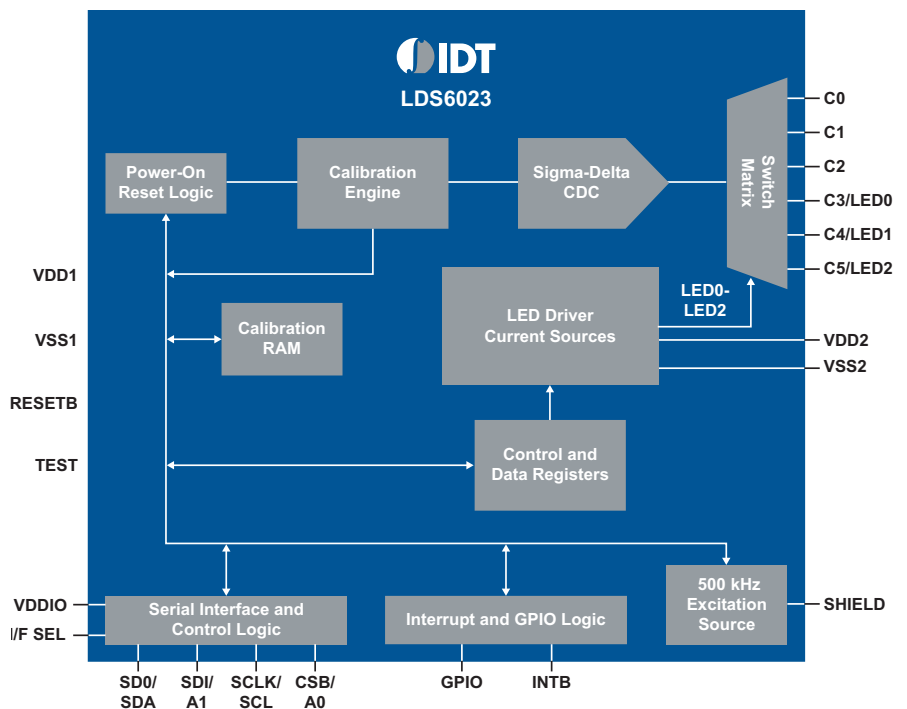 IDT
LDS6023
C0
C1
C2
C3/LED0
C4/LED1
C5/LED2
Switch
Matrix
Power-On
Reset Logic
Calibration
Engine
Sigma-Delta
CDC
VDD1
VSS1
RESETB
TEST
Calibration
RAM
LED Driver
Current Sources
LED0-
LED2
VDD2
VSS2
Control and
Data Registers
VDDIO
I/F SEL
Serial Interface and
Control Logic
Interrupt and GPIO Logic
500 kHz
Excitation
Source
SHIELD
SD0/
SDA
SDI/
A1
SCLK/
SCL
CSB/
A0
GPIO
INTB